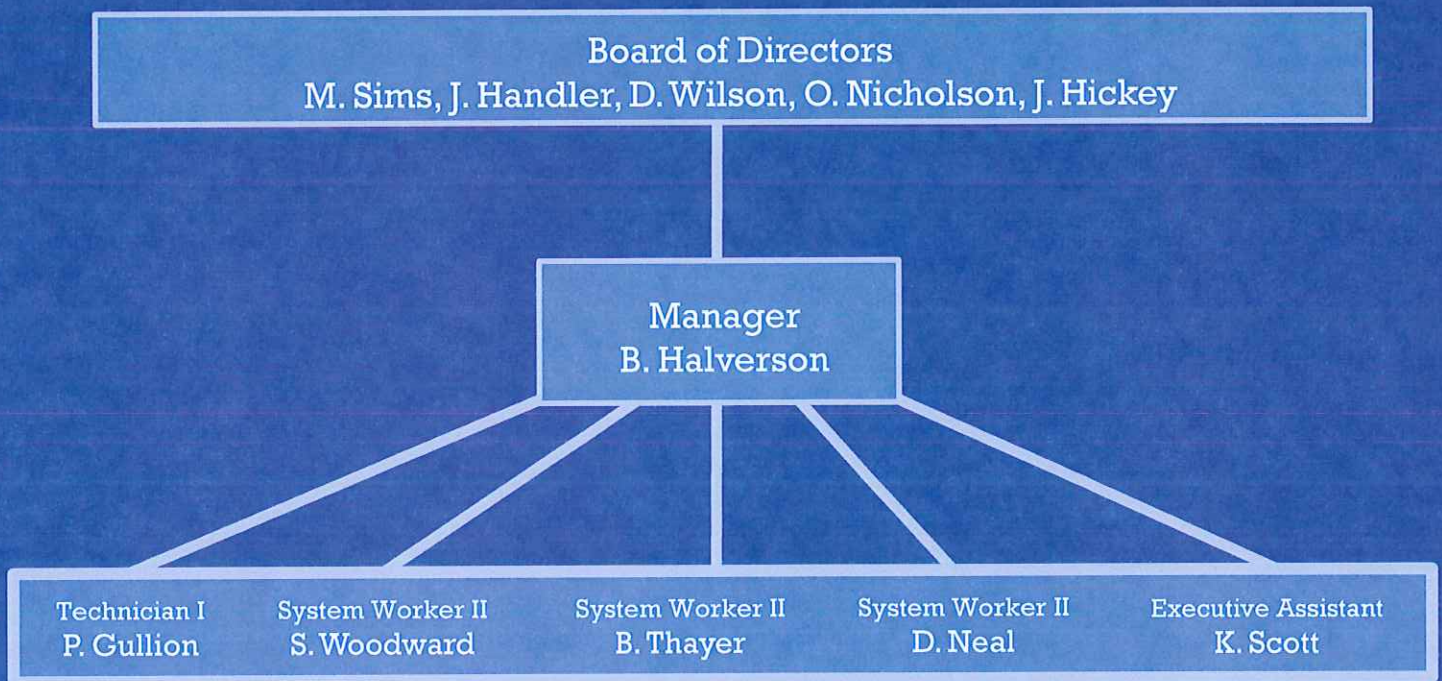 Board of Directors
M. Sims, J. Handler, D. Wilson, O. Nicholson, J. Hickey
Manager
B. Halverson
Technician I
P. Gullion
System Worker II
S. Woodward
System Worker II
B. Thayer
System Worker II
D. Neal
Executive Assistant
K. Scott